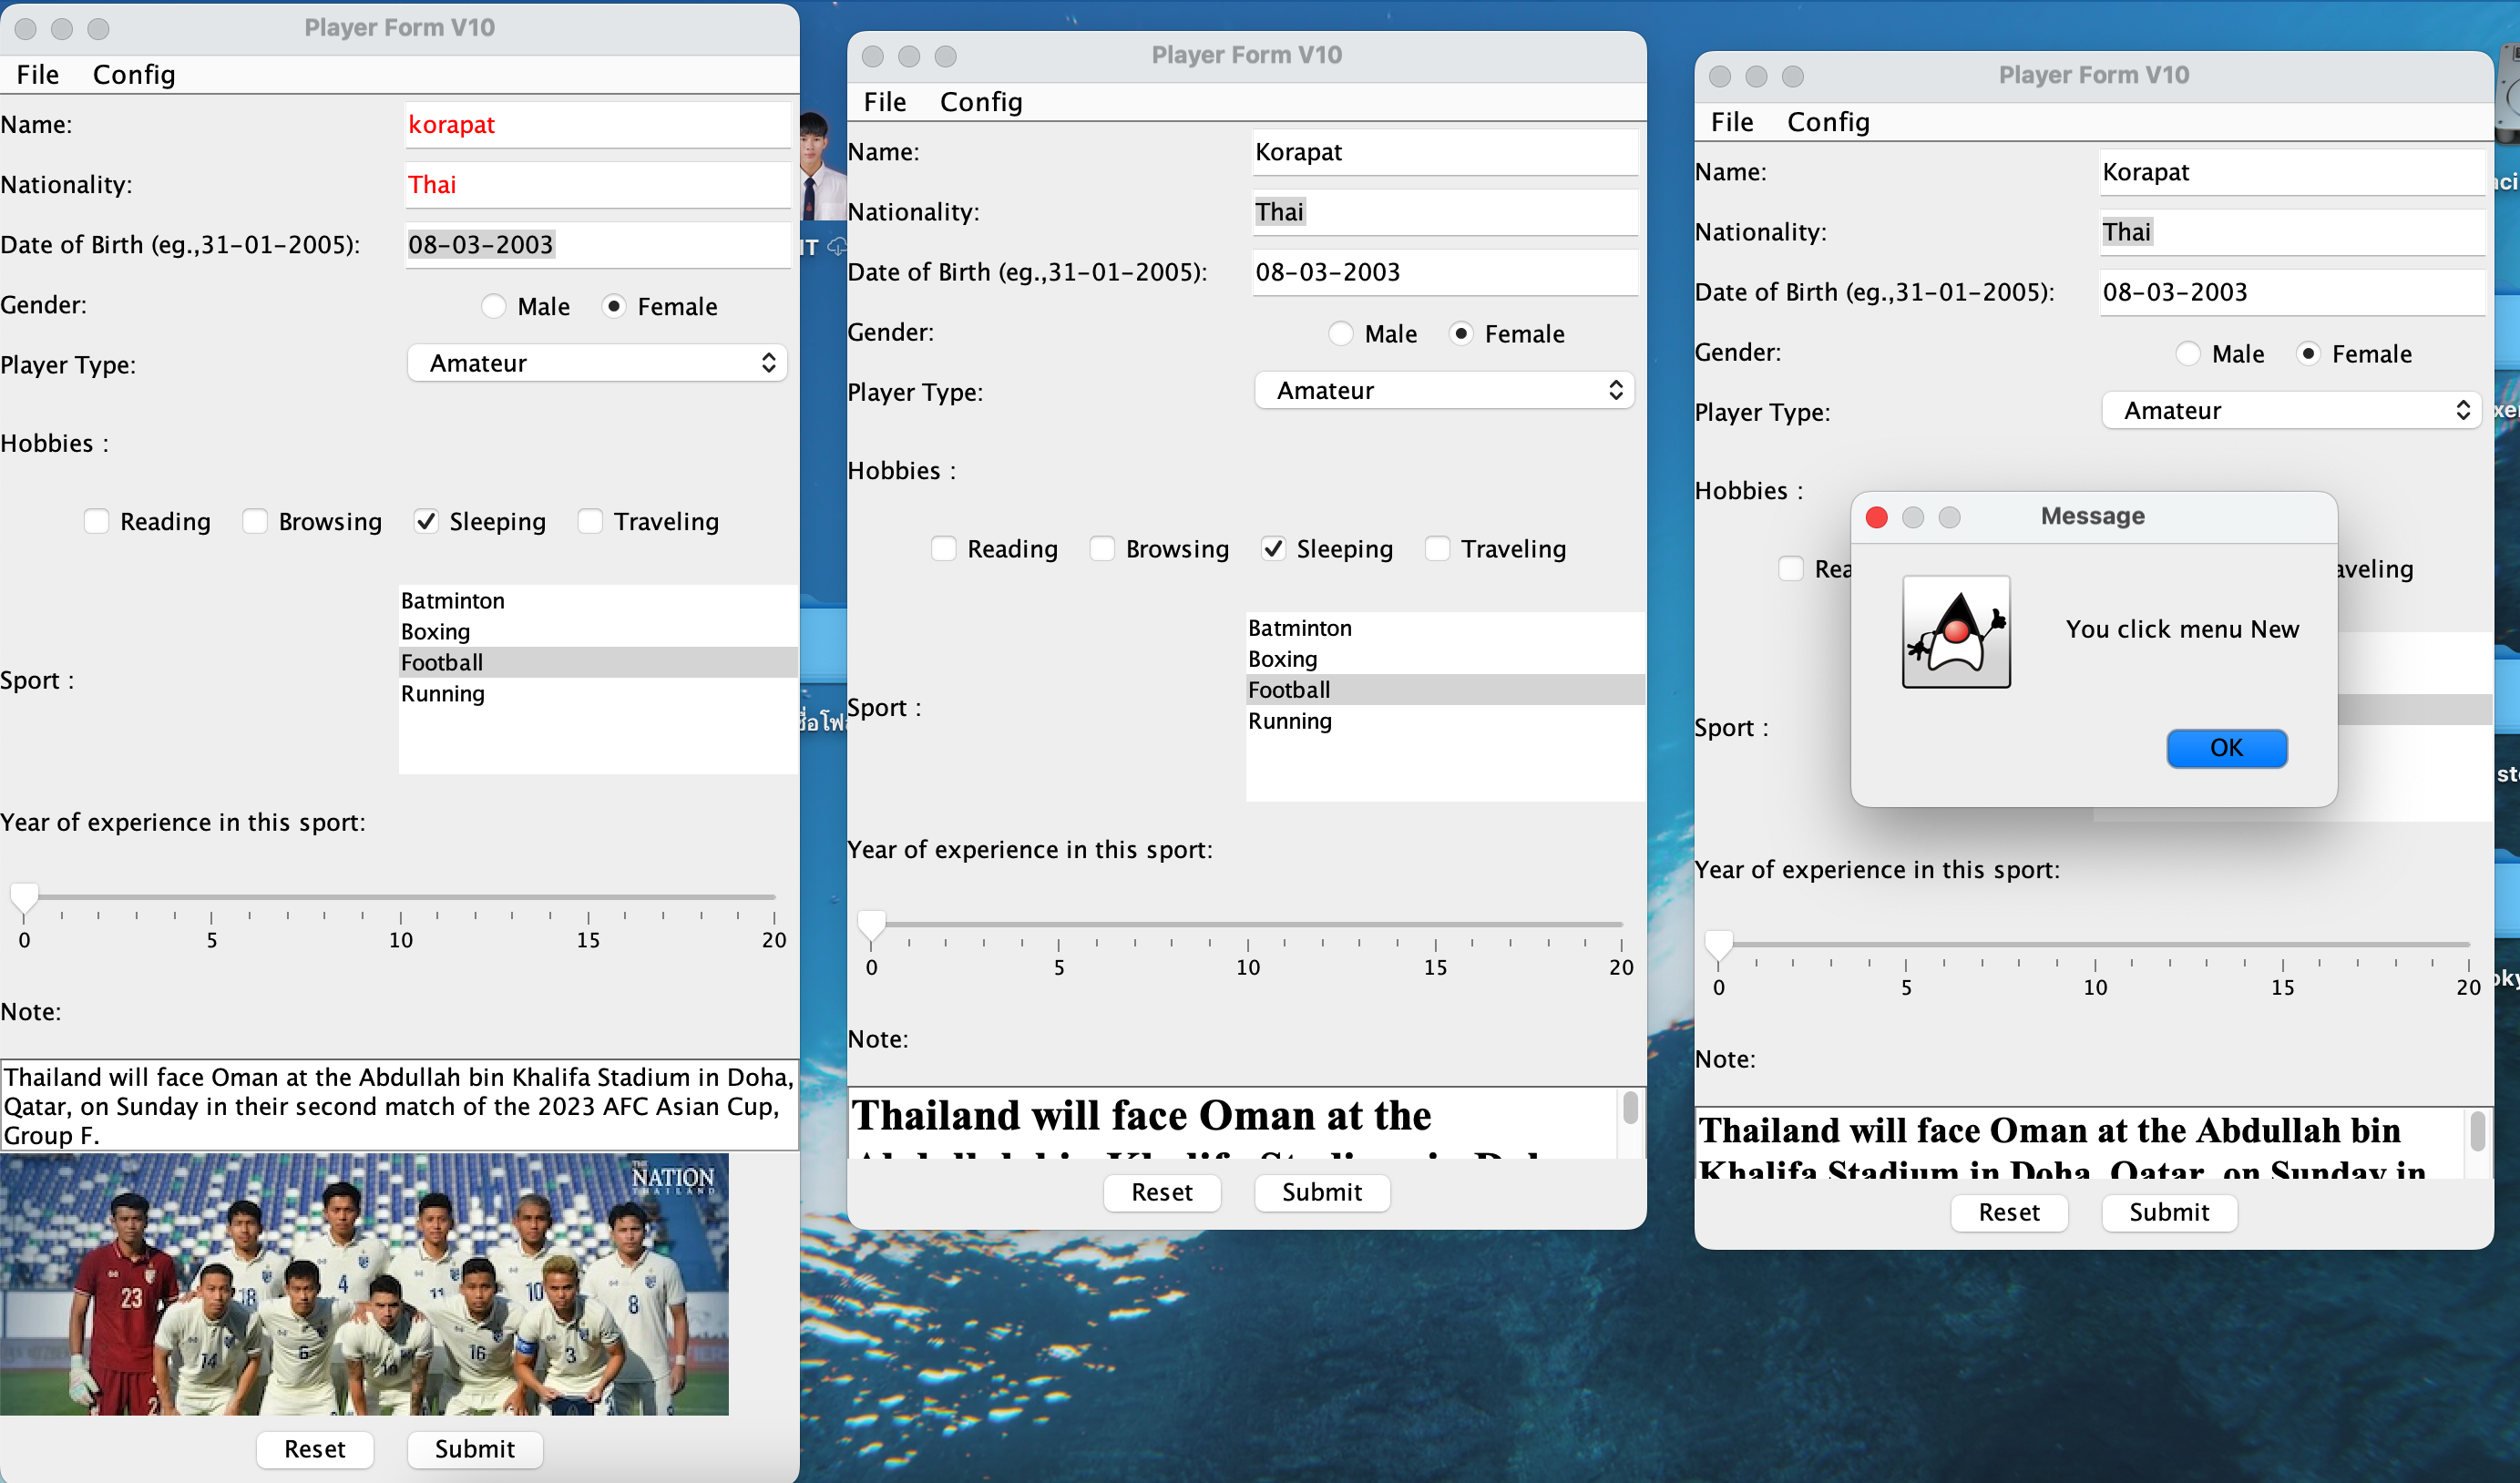 Player Form V10
File Config
Name: korapat
Nationality: Thai
Date of Birth (eg.,31-01-2005): 08-03-2003
Gender: Male Female
Player Type: Amateur
Hobbies :
Reading Browsing Sleeping Traveling
Batminton
Boxing
Football
Sport :
Running
Year of experience in this sport:
0 5 10 15 20
Note:
Thailand will face Oman at the Abdullah bin Khalifa Stadium in Doha,
Qatar, on Sunday in their second match of the 2023 AFC Asian Cup,
Group F.
THE
NATION
THAILAND
23
18
4
11
10
8
14
6
16
3
Reset Submit
IT
Player Form V10
File Config
Name: Korapat
Nationality: Thai
Date of Birth (eg.,31-01-2005): 08-03-2003
Gender: Male Female
Player Type: Amateur
Hobbies :
Reading Browsing Sleeping Traveling
Batminton
Boxing
Football
Sport :
Running
Year of experience in this sport:
0 5 10 15 20
Note:
Thailand will face Oman at the
Reset Submit
Player Form V10
File Config
Name: Korapat
Nationality: Thai
Date of Birth (eg.,31-01-2005): 08-03-2003
Gender: Male Female
Player Type: Amateur
Hobbies :
Message
You click menu New
OK
Sport :
Year of experience in this sport:
0 5 10 15 20
Note:
Thailand will face Oman at the Abdullah bin
Khalifa Stadium in Doha, Qatar, on Sunday in
Reset Submit